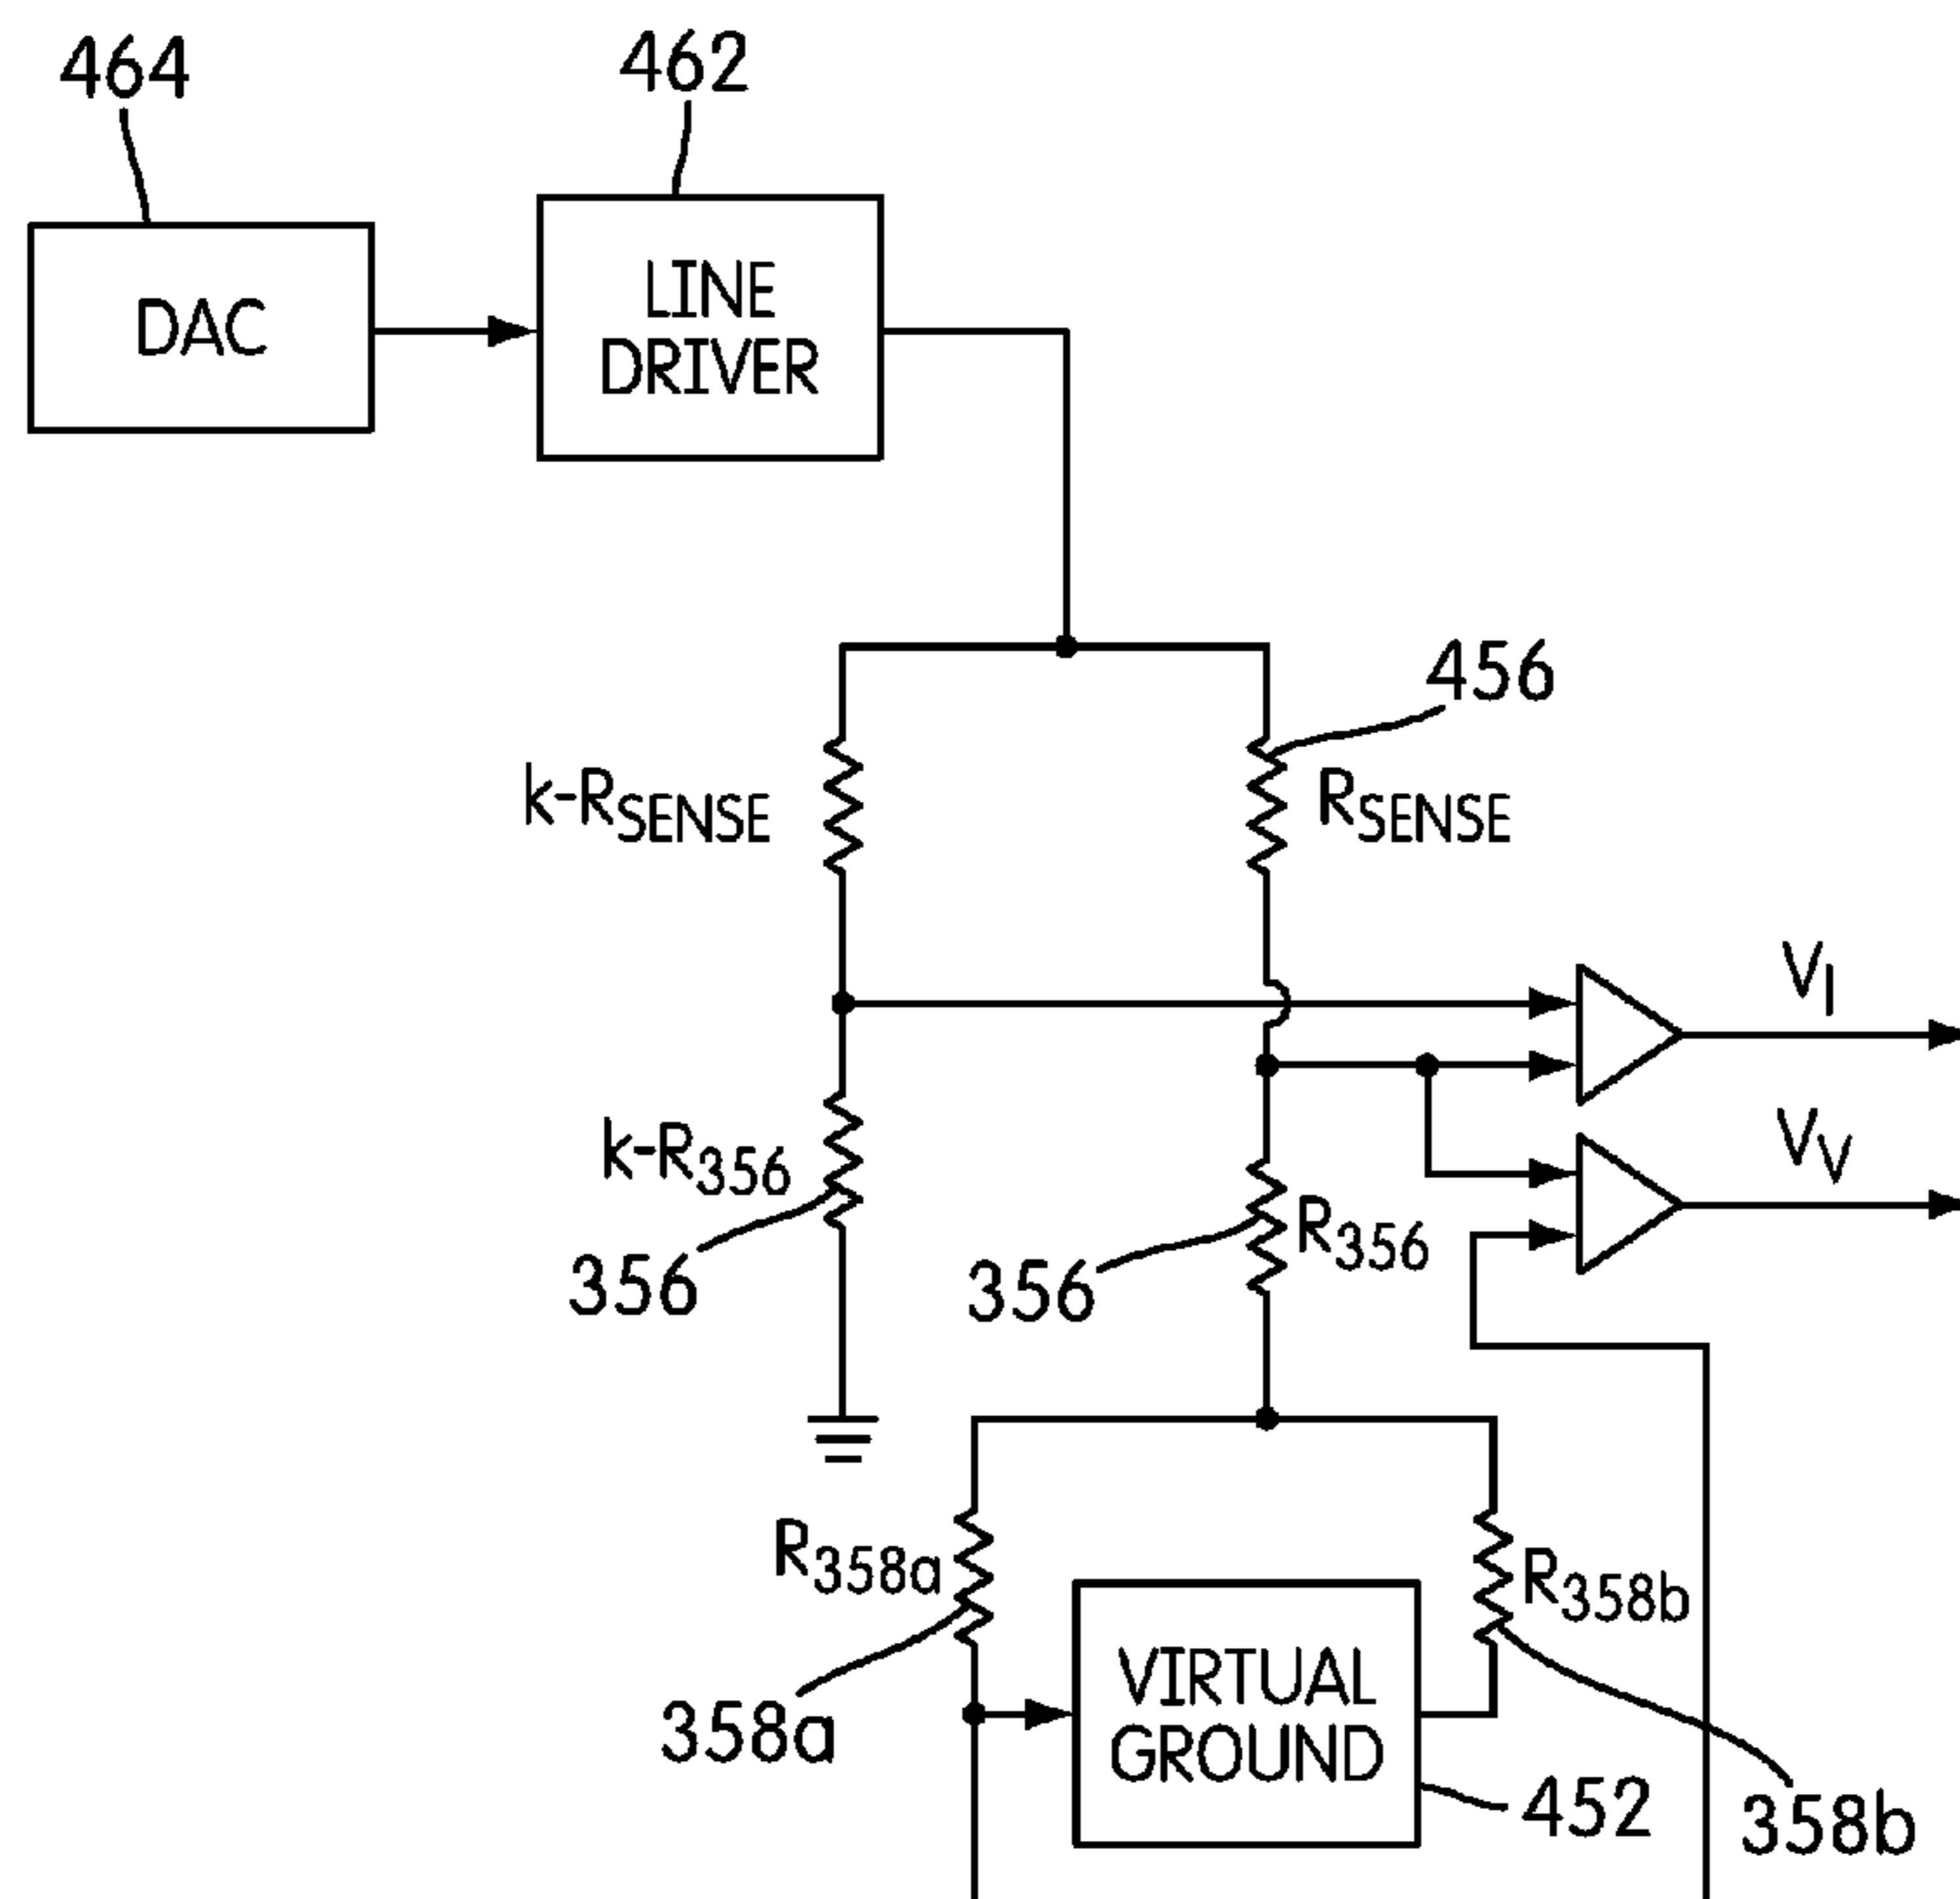 464
462
DAC
LINE
DRIVER
456
k-RSENSE
RSENSE
VI
k-R356
VV
356
356
R356
R358a
R358b
VIRTUAL
GROUND
358a
452
358b